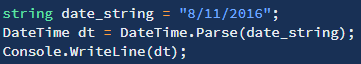 string date_string = "8/11/2016";
DateTime dt = DateTime.Parse(date_string);
Console.WriteLine(dt);